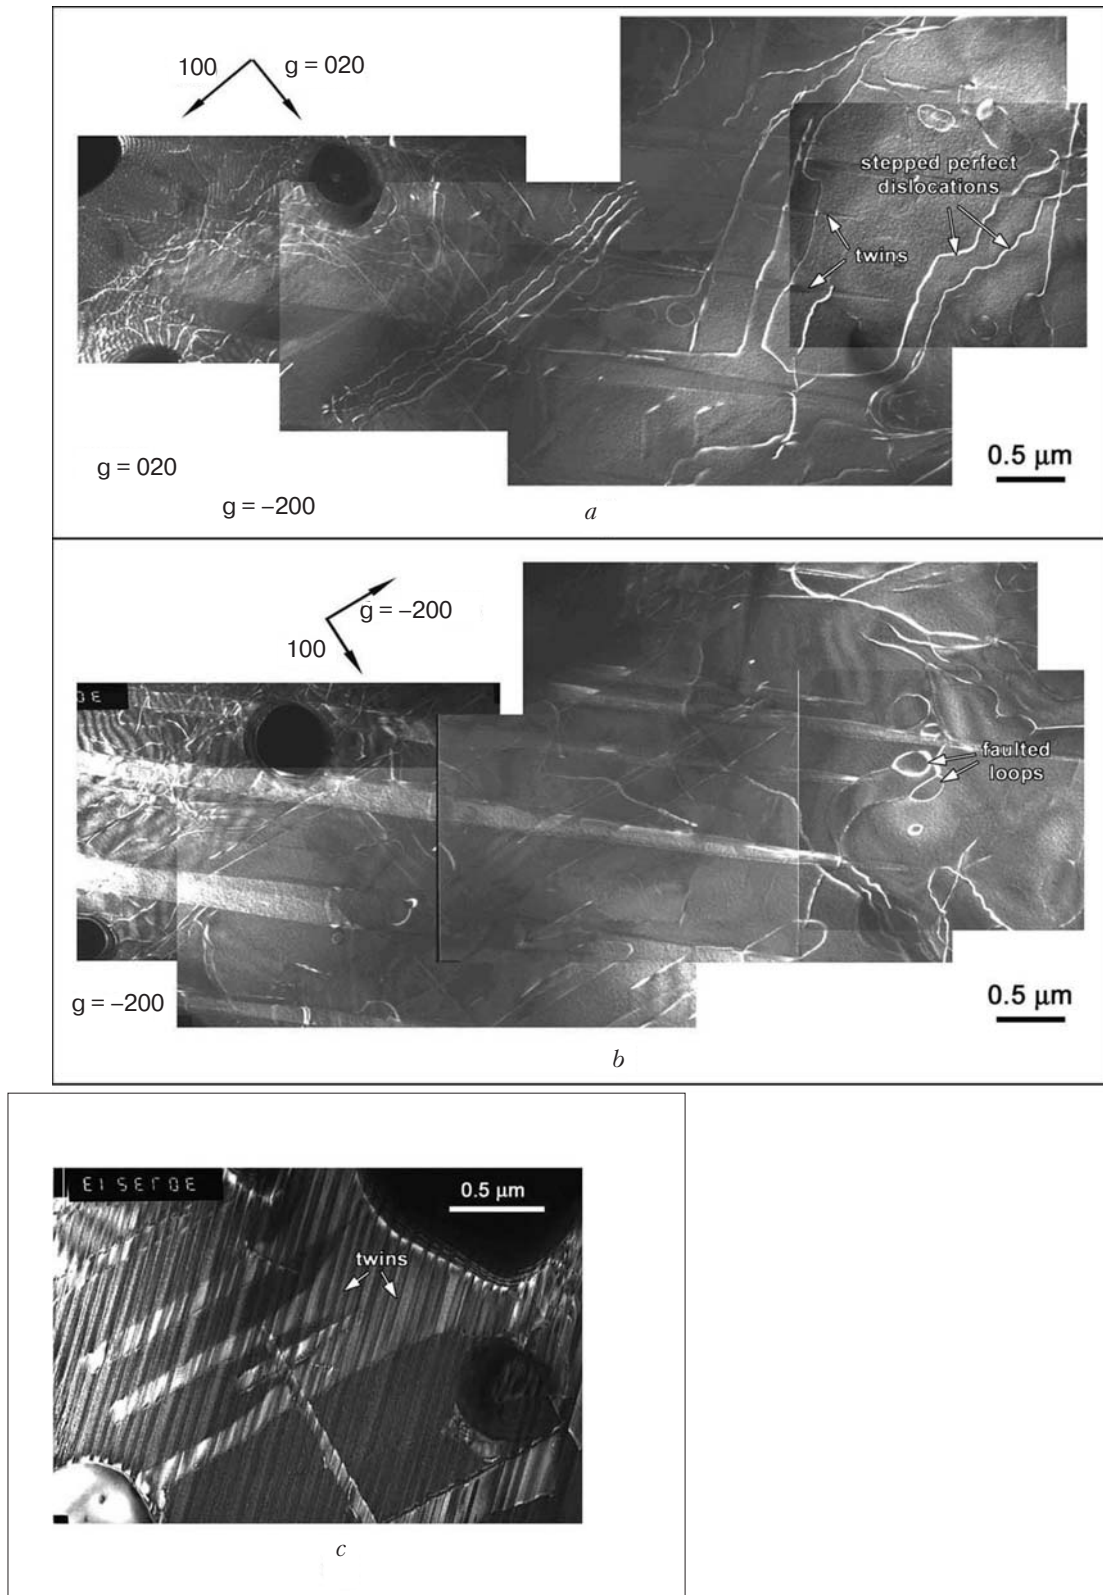 100
g = 020
stepped perfect
dislocations
twins
g = 020
0.5 μm
g = −200
a
g = −200
100
faulted
loops
g = −200
0.5 μm
b
0.5 μm
twins
c